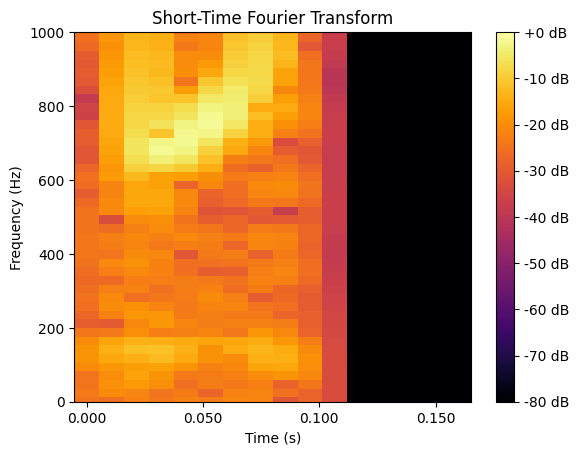 Short-Time Fourier Transform
1000
800
600
400
200
0
Frequency (Hz)
0.000
0.050
0.100
0.150
Time (s)
+0 dB
-10 dB
-20 dB
-30 dB
-40 dB
-50 dB
-60 dB
-70 dB
-80 dB